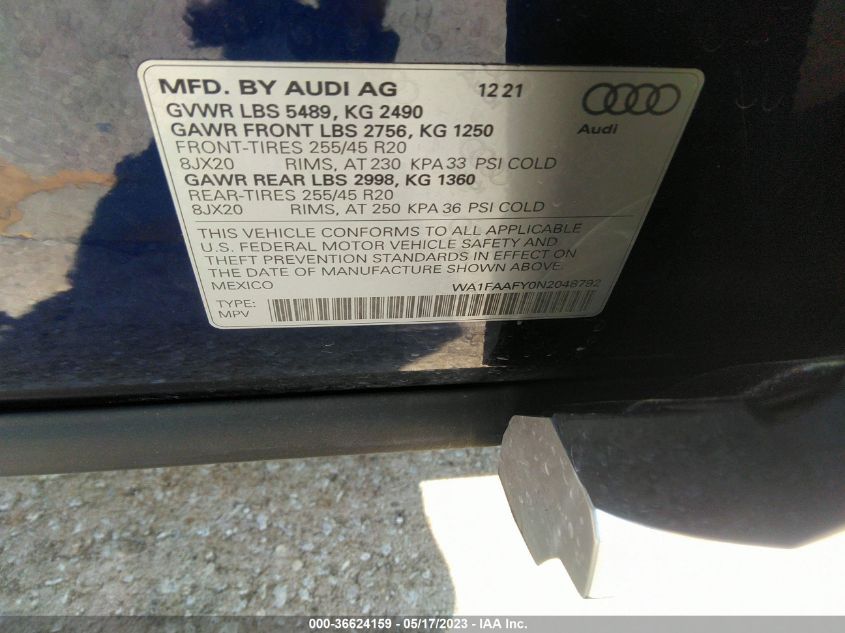 MFD. BY AUDI AG 12 21
GVWR LBS 5489, KG 2490
GAWR FRONT LBS 2756, KG 1250
Audi
FRONT-TIRES 255/45 R20
8JX20 RIMS, AT 230 KPA 33 PSI COLD
GAWR REAR LBS 2998, KG 1360
REAR-TIRES 255/45 R20
8JX20 RIMS, AT 250 KPA 36 PSI COLD
THIS VEHICLE CONFORMS TO ALL APPLICABLE
U.S. FEDERAL MOTOR VEHICLE SAFETY AND
THEFT PREVENTION STANDARDS IN EFFECT ON
THE DATE OF MANUFACTURE SHOWN ABOVE.
MEXICO WA1FAAFY0N2048792
TYPE:
MPV
000-36624159 - 05/17/2023 - IAA Inc.